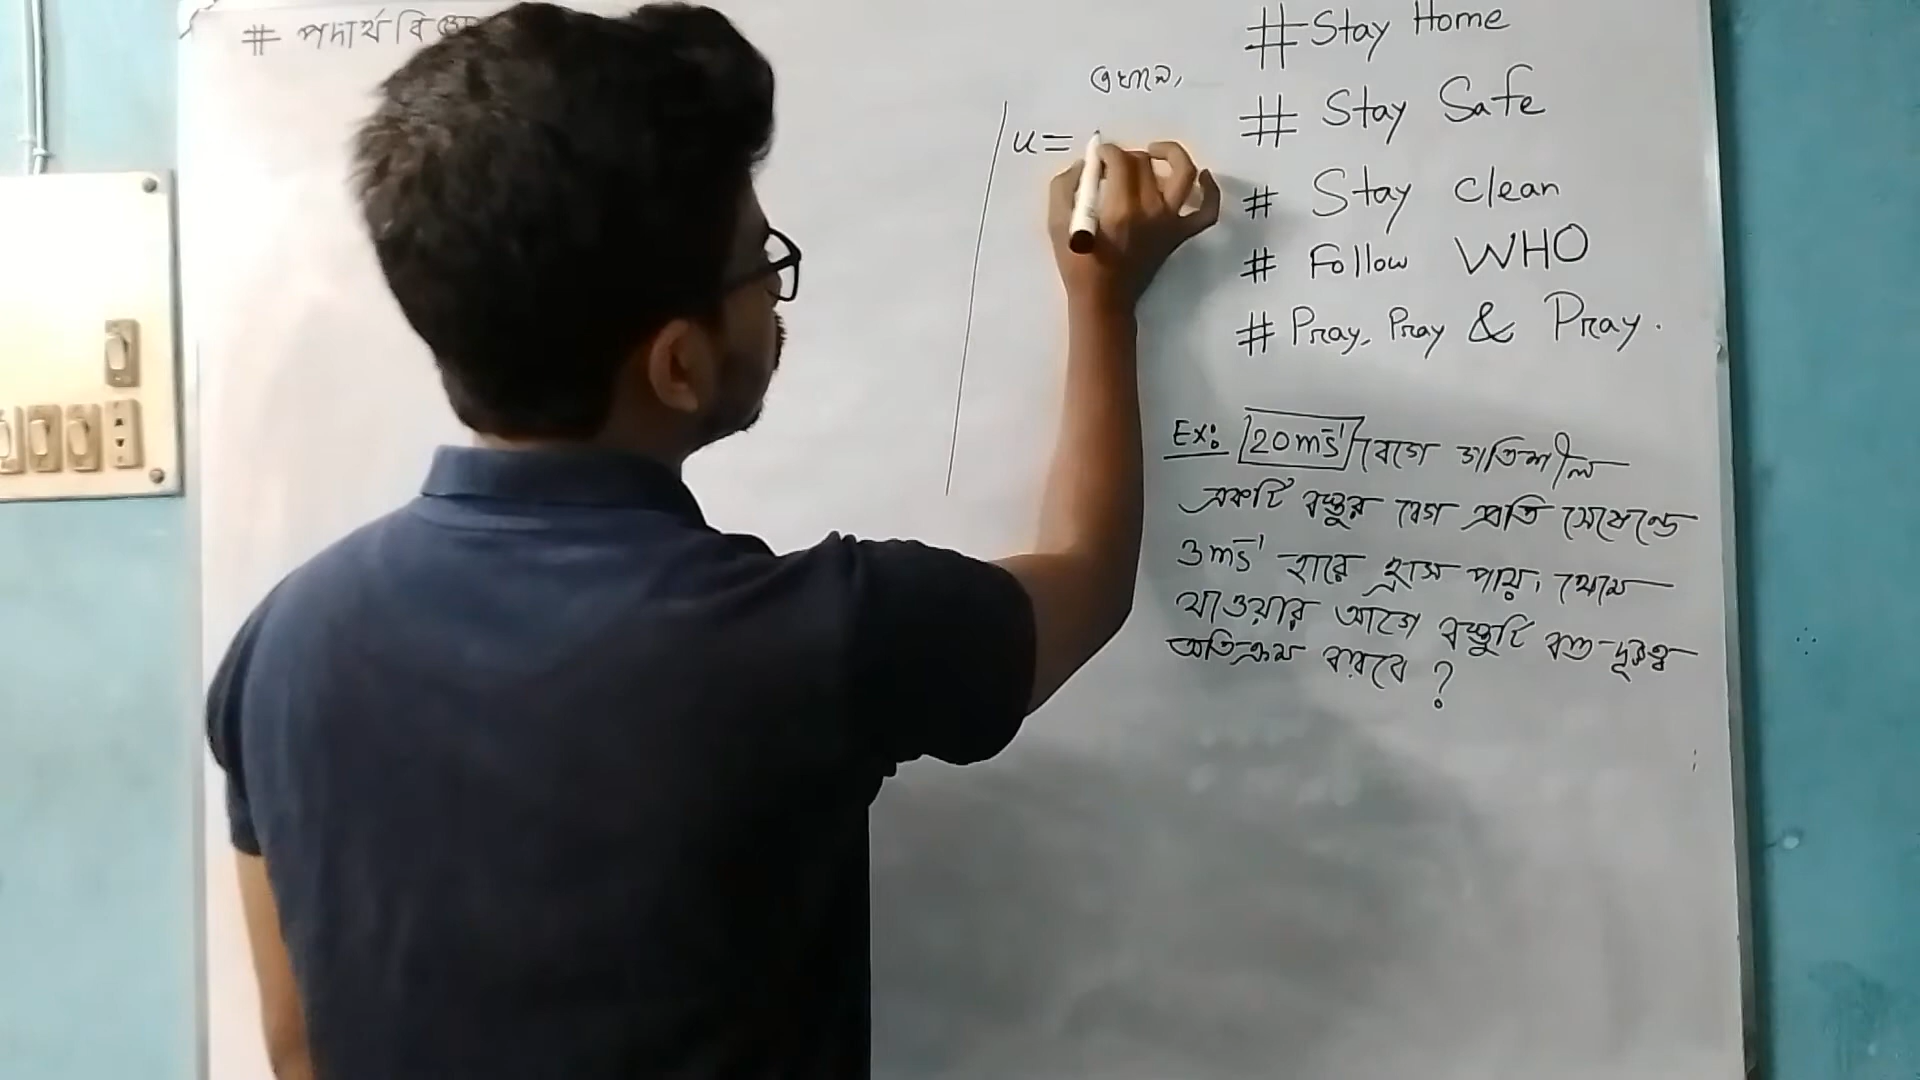 # পদার্থবি
এখানে,
u =
# Stay Home
# Stay Safe
# Stay clean
# Follow WHO
# Pray, Pray & Pray.
Ex: 20ms⁻¹ বেগে গতিশীল
একটি বস্তুর বেগ প্রতি সেকেন্ডে
3ms⁻¹ হারে হ্রাস পায়। থেমে
যাওয়ার আগে বস্তুটি কত দূরত্ব
অতিক্রম করবে ?